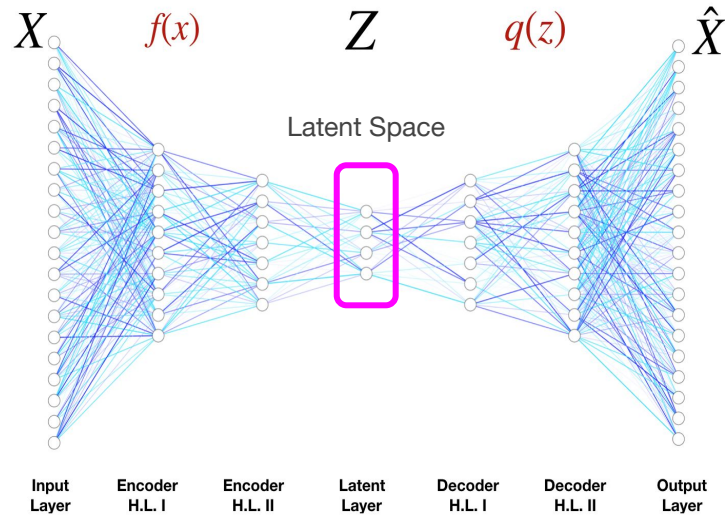 X f(x) Z q(z) X̂
Latent Space
Input Encoder Encoder Latent Decoder Decoder Output
Layer H.L. I H.L. II Layer H.L. I H.L. II Layer